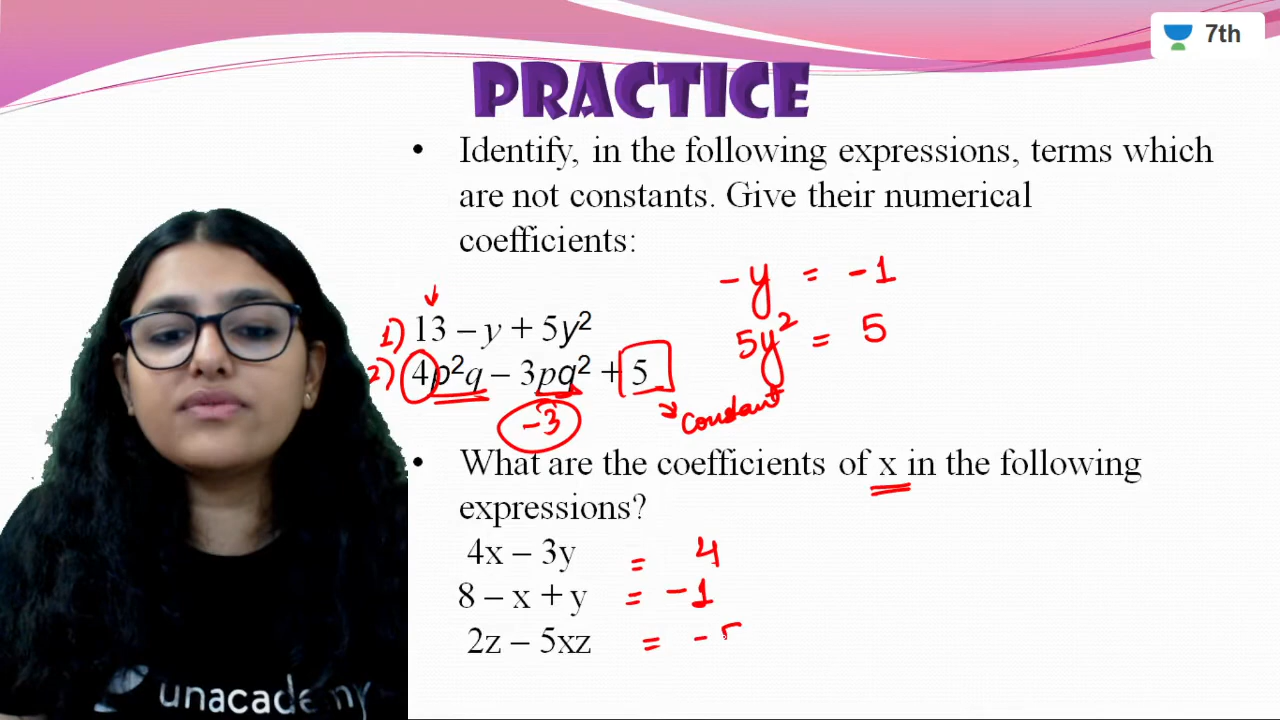 7th
PRACTICE
• Identify, in the following expressions, terms which
are not constants. Give their numerical
coefficients:
-y = -1
1) 13 – y + 5y²
5y² = 5
2) 4p²q – 3pq² + 5
-3
constant
• What are the coefficients of x in the following
expressions?
4x – 3y = 4
8 – x + y = -1
2z – 5xz = -5
unacademy